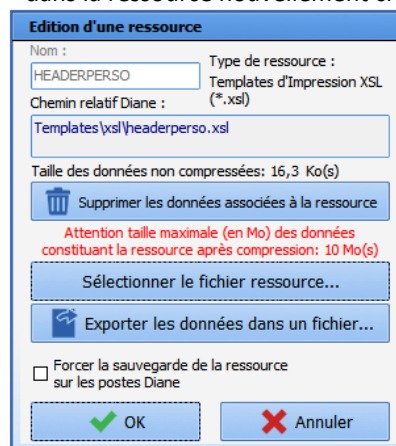 Edition d'une ressource
Nom :
HEADERPERSO
Type de ressource :
Templates d'Impression XSL
(*.xsl)
Chemin relatif Diane :
Templates\xsl\headerperso.xsl
Taille des données non compressées: 16,3 Ko(s)
Supprimer les données associées à la ressource
Attention taille maximale (en Mo) des données
constituant la ressource après compression: 10 Mo(s)
Sélectionner le fichier ressource...
Exporter les données dans un fichier...
Forcer la sauvegarde de la ressource
sur les postes Diane
OK
Annuler